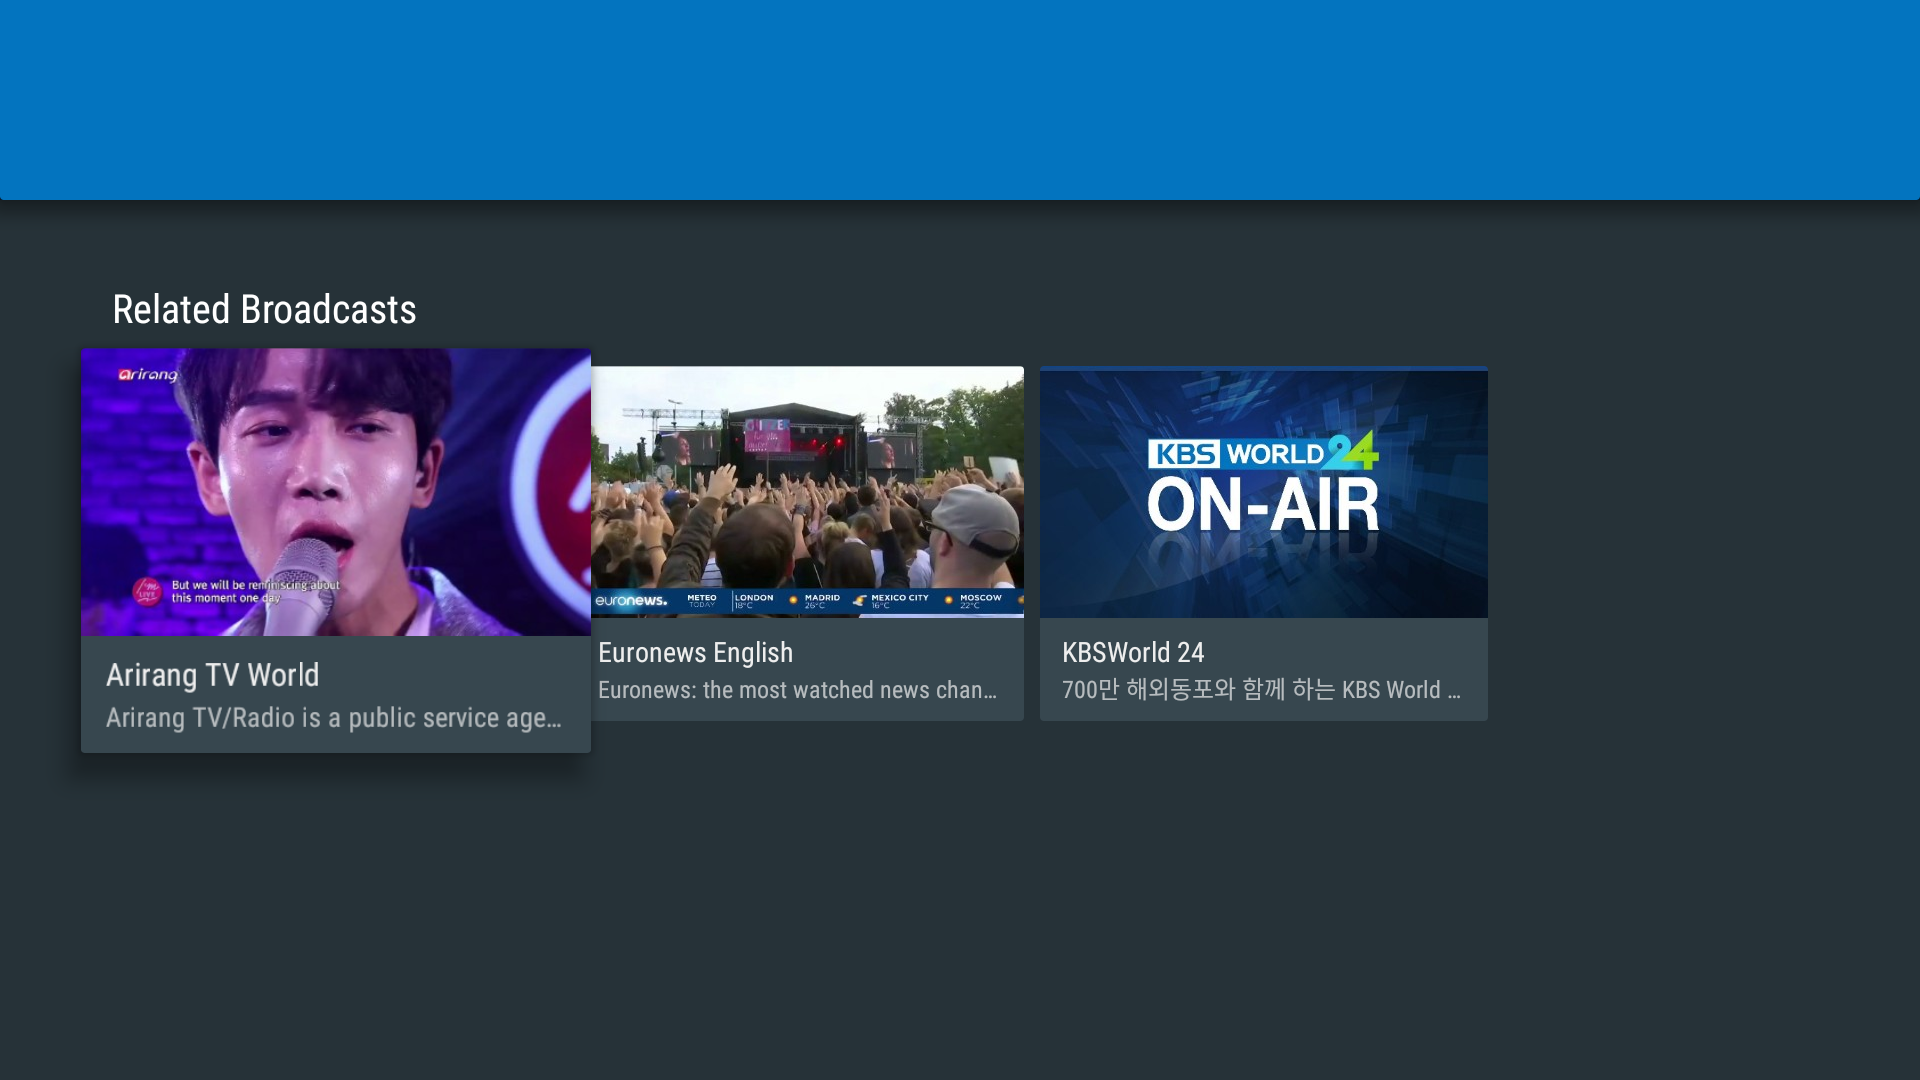 Related Broadcasts
arirang
But we will be reminiscing about
this moment one day
Arirang TV World
Arirang TV/Radio is a public service age…
euronews.
METEO
TODAY
LONDON
18°C
MADRID
26°C
MEXICO CITY
16°C
MOSCOW
22°C
Euronews English
Euronews: the most watched news chan…
KBS WORLD 24
ON-AIR
KBSWorld 24
700만 해외동포와 함께 하는 KBS World …